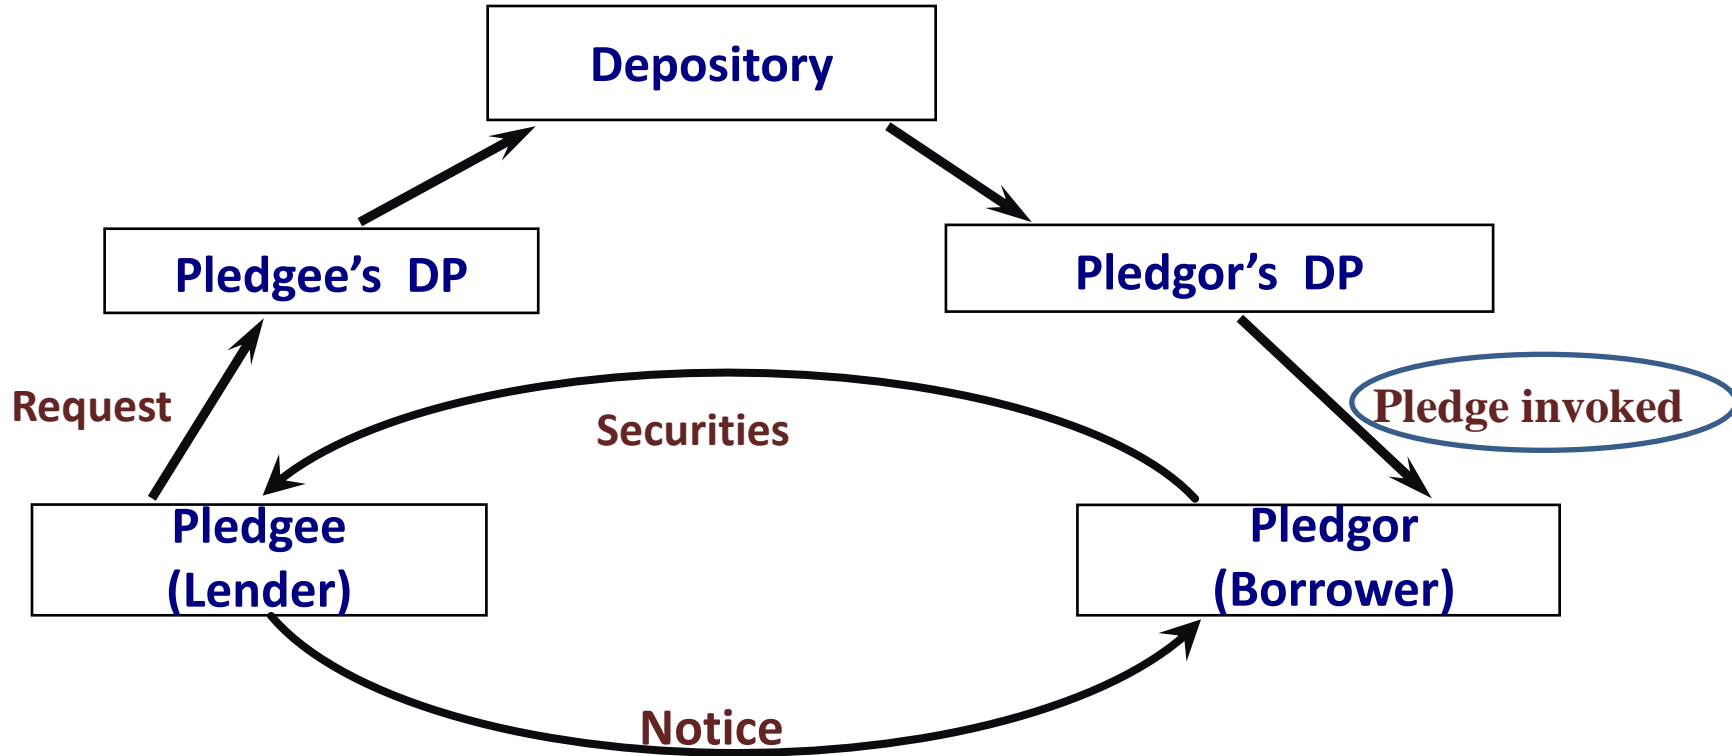 Depository
Pledgee’s DP
Pledgor’s DP
Request
Securities
Pledge invoked
Pledgee
(Lender)
Pledgor
(Borrower)
Notice